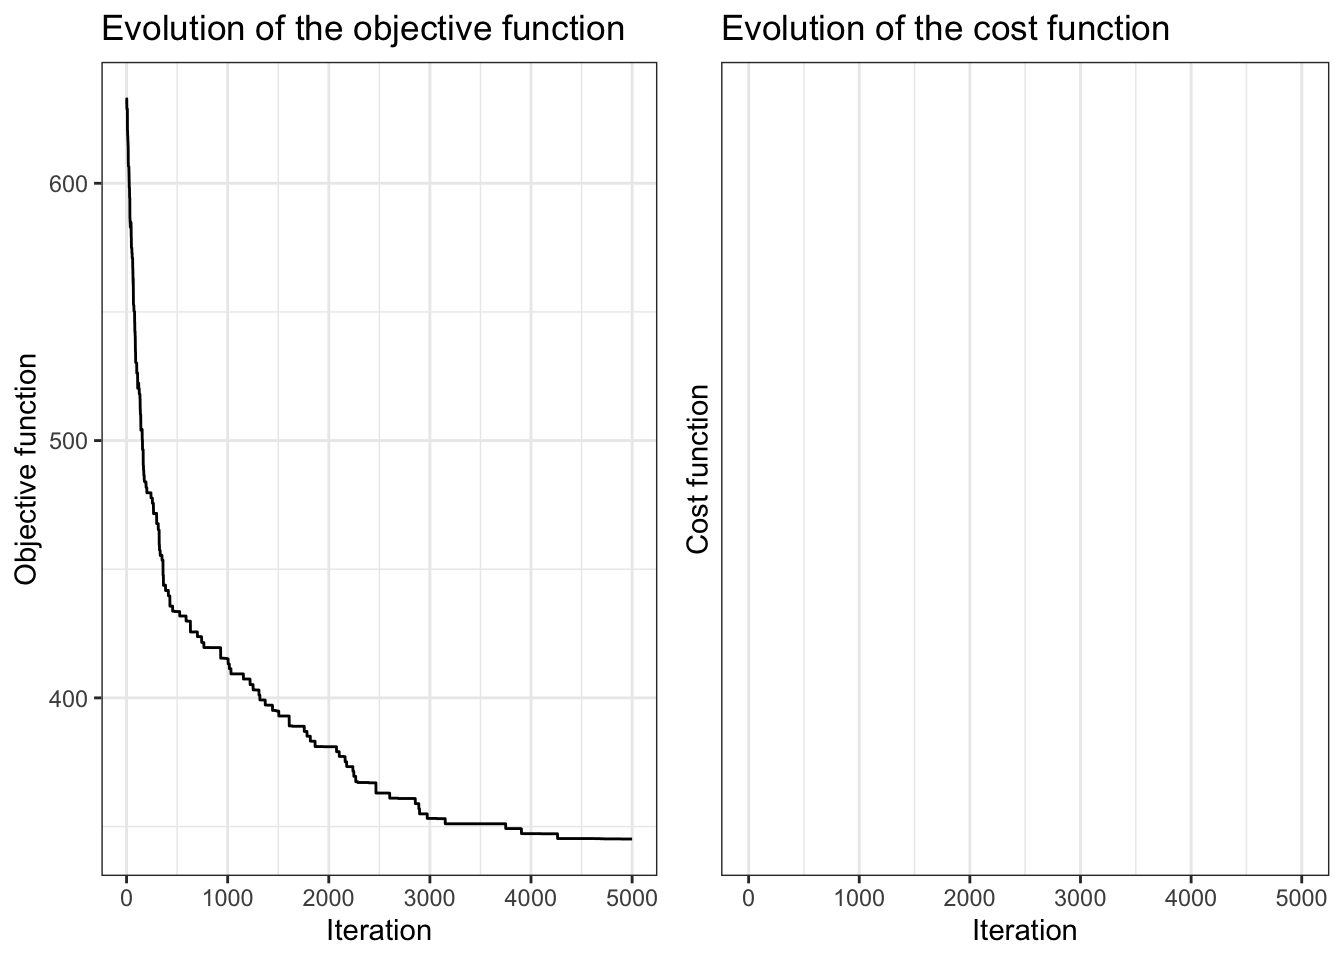 Evolution of the objective function
Objective function
600
500
400
0 1000 2000 3000 4000 5000
Iteration
Evolution of the cost function
Cost function
0 1000 2000 3000 4000 5000
Iteration